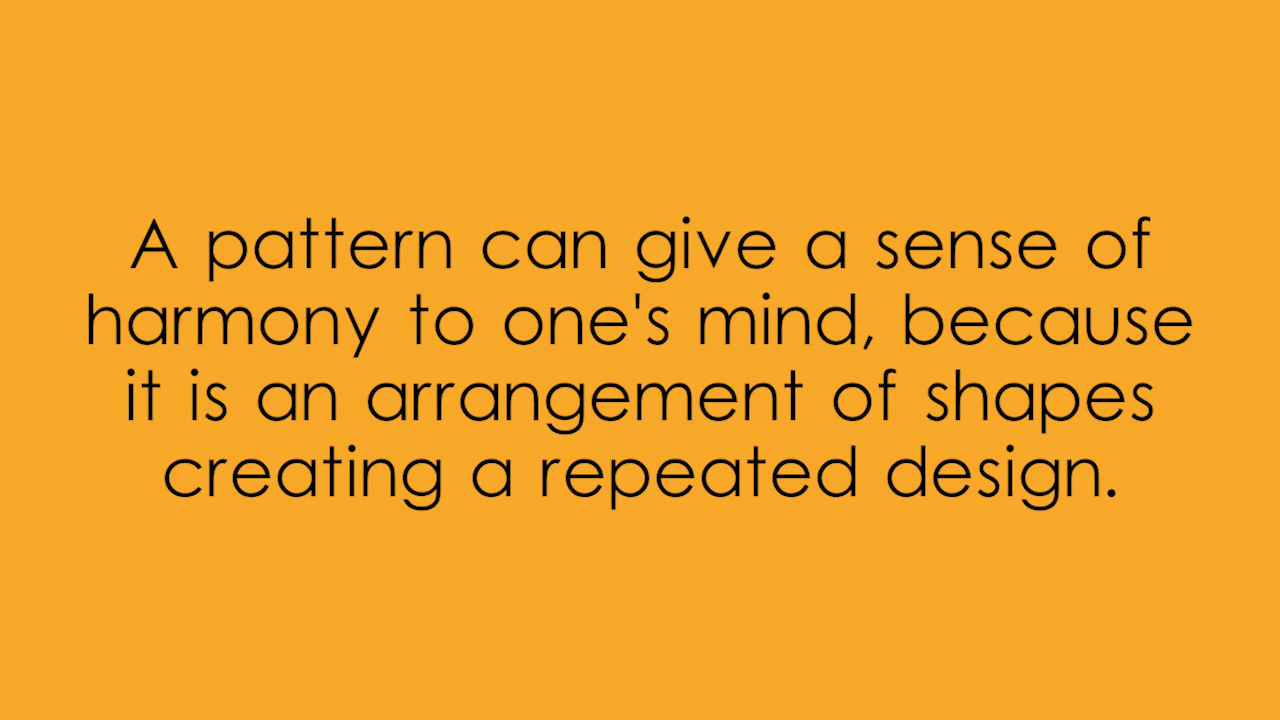 A pattern can give a sense of
harmony to one's mind, because
it is an arrangement of shapes
creating a repeated design.